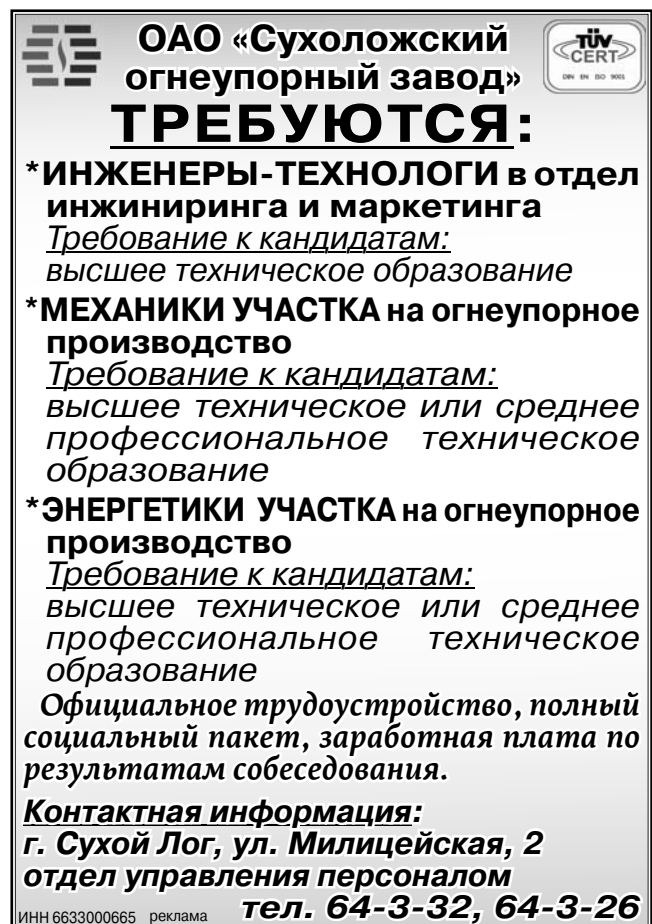 ОАО «Сухоложский
огнеупорный завод»
TÜV
CERT
DIN EN ISO 9001
ТРЕБУЮТСЯ:
*ИНЖЕНЕРЫ-ТЕХНОЛОГИ в отдел
инжиниринга и маркетинга
Требование к кандидатам:
высшее техническое образование
*МЕХАНИКИ УЧАСТКА на огнеупорное
производство
Требование к кандидатам:
высшее техническое или среднее
профессиональное техническое
образование
*ЭНЕРГЕТИКИ УЧАСТКА на огнеупорное
производство
Требование к кандидатам:
высшее техническое или среднее
профессиональное техническое
образование
Официальное трудоустройство, полный
социальный пакет, заработная плата по
результатам собеседования.
Контактная информация:
г. Сухой Лог, ул. Милицейская, 2
отдел управления персоналом
тел. 64-3-32, 64-3-26
ИНН 6633000665 реклама